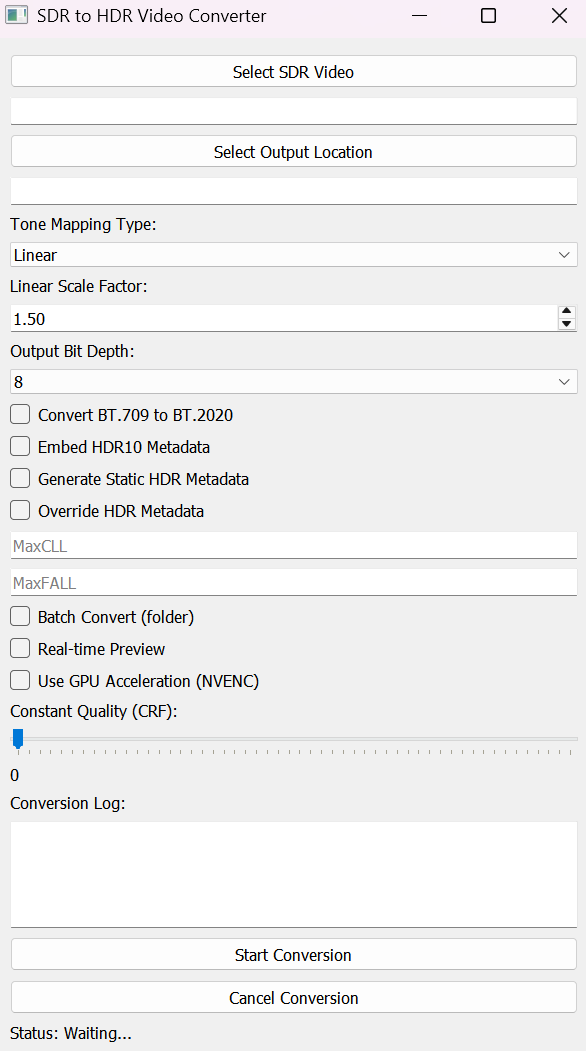 SDR to HDR Video Converter
Select SDR Video
Select Output Location
Tone Mapping Type:
Linear
Linear Scale Factor:
1.50
Output Bit Depth:
8
Convert BT.709 to BT.2020
Embed HDR10 Metadata
Generate Static HDR Metadata
Override HDR Metadata
MaxCLL
MaxFALL
Batch Convert (folder)
Real-time Preview
Use GPU Acceleration (NVENC)
Constant Quality (CRF):
0
Conversion Log:
Start Conversion
Cancel Conversion
Status: Waiting...